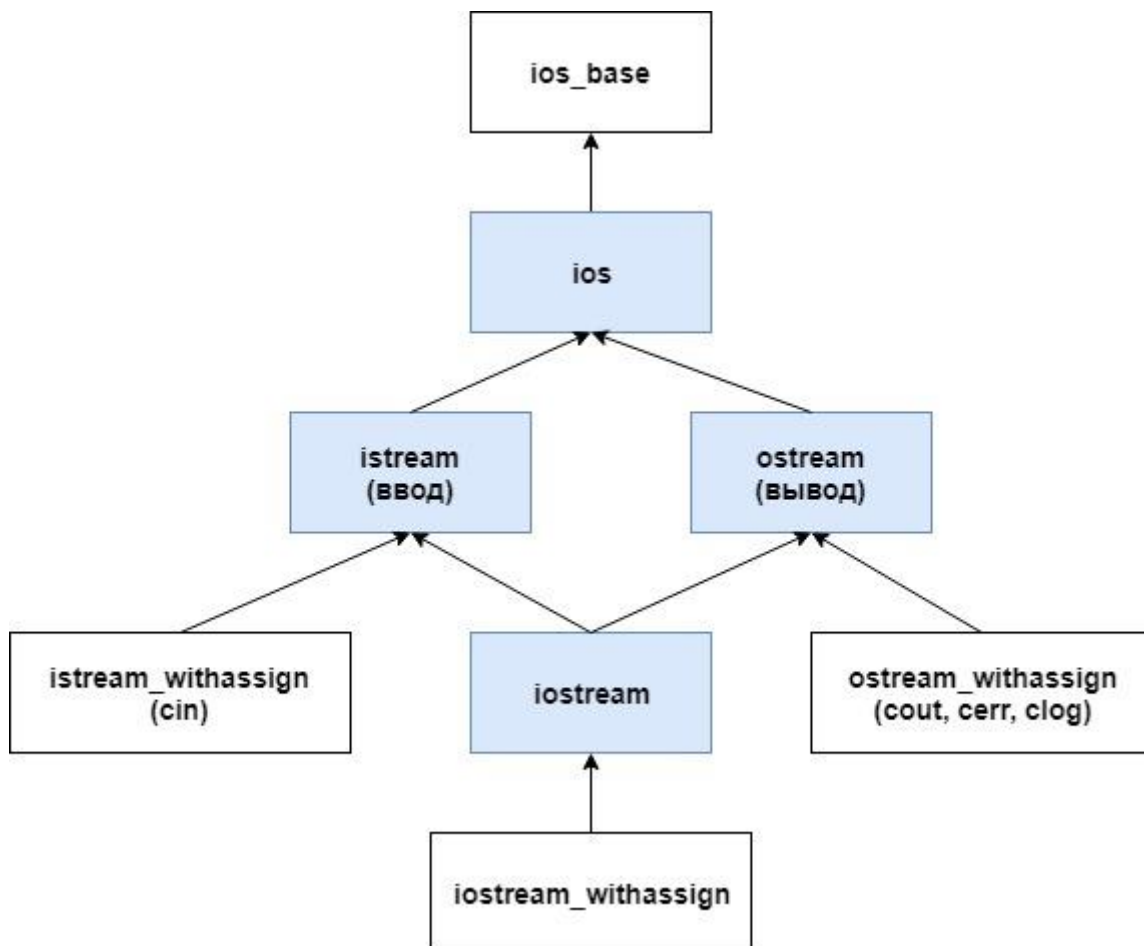 ios_base
ios
istream
(ввод)
ostream
(вывод)
istream_withassign
(cin)
iostream
ostream_withassign
(cout, cerr, clog)
iostream_withassign